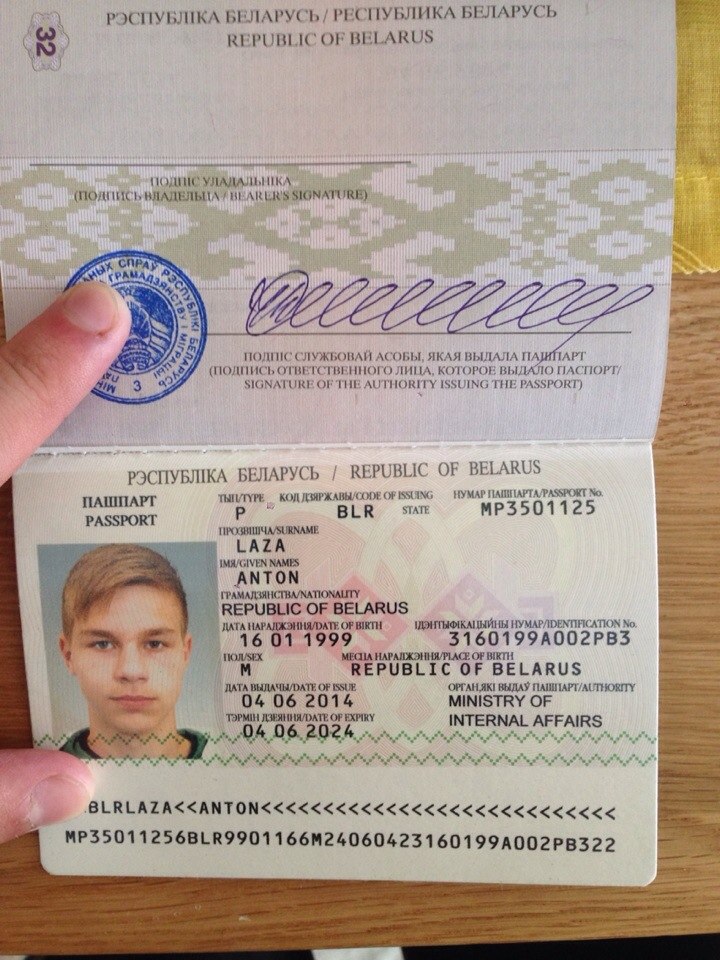 32
РЭСПУБЛІКА БЕЛАРУСЬ / РЕСПУБЛИКА БЕЛАРУСЬ
REPUBLIC OF BELARUS
ПОДПІС УЛАДАЛЬНІКА
(ПОДПИСЬ ВЛАДЕЛЬЦА / BEARER'S SIGNATURE)
СПРАЎ РЭСПУБЛІКІ БЕЛАРУСЬ
ГРАМАДЗЯНСТВУ І МІГРАЦЫІ
3
ПОДПІС СЛУЖБОВАЙ АСОБЫ, ЯКАЯ ВЫДАЛА ПАШПАРТ
(ПОДПИСЬ ОТВЕТСТВЕННОГО ЛИЦА, КОТОРОЕ ВЫДАЛО ПАСПОРТ/
SIGNATURE OF THE AUTHORITY ISSUING THE PASSPORT)
РЭСПУБЛІКА БЕЛАРУСЬ / REPUBLIC OF BELARUS
ПАШПАРТ
PASSPORT
ТЫП/TYPE КОД ДЗЯРЖАВЫ/CODE OF ISSUING STATE НУМАР ПАШПАРТА/PASSPORT No.
P BLR MP3501125
ПРОЗВІШЧА/SURNAME
LAZA
ІМЯ/GIVEN NAMES
ANTON
ГРАМАДЗЯНСТВА/NATIONALITY
REPUBLIC OF BELARUS
ДАТА НАРАДЖЭННЯ/DATE OF BIRTH ІДЭНТЫФІКАЦЫЙНЫ НУМАР/IDENTIFICATION No.
16 01 1999 3160199A002PB3
ПОЛ/SEX МЕСЦА НАРАДЖЭННЯ/PLACE OF BIRTH
M REPUBLIC OF BELARUS
ДАТА ВЫДАЧЫ/DATE OF ISSUE ОРГАН,ЯКІ ВЫДАЎ ПАШПАРТ/AUTHORITY
04 06 2014 MINISTRY OF
ТЭРМІН ДЗЕЯННЯ/DATE OF EXPIRY INTERNAL AFFAIRS
04 06 2024
BLRLAZA<<ANTON<<<<<<<<<<<<<<<<<<<<<<<<<<<<<<
MP35011256BLR9901166M24060423160199A002PB322